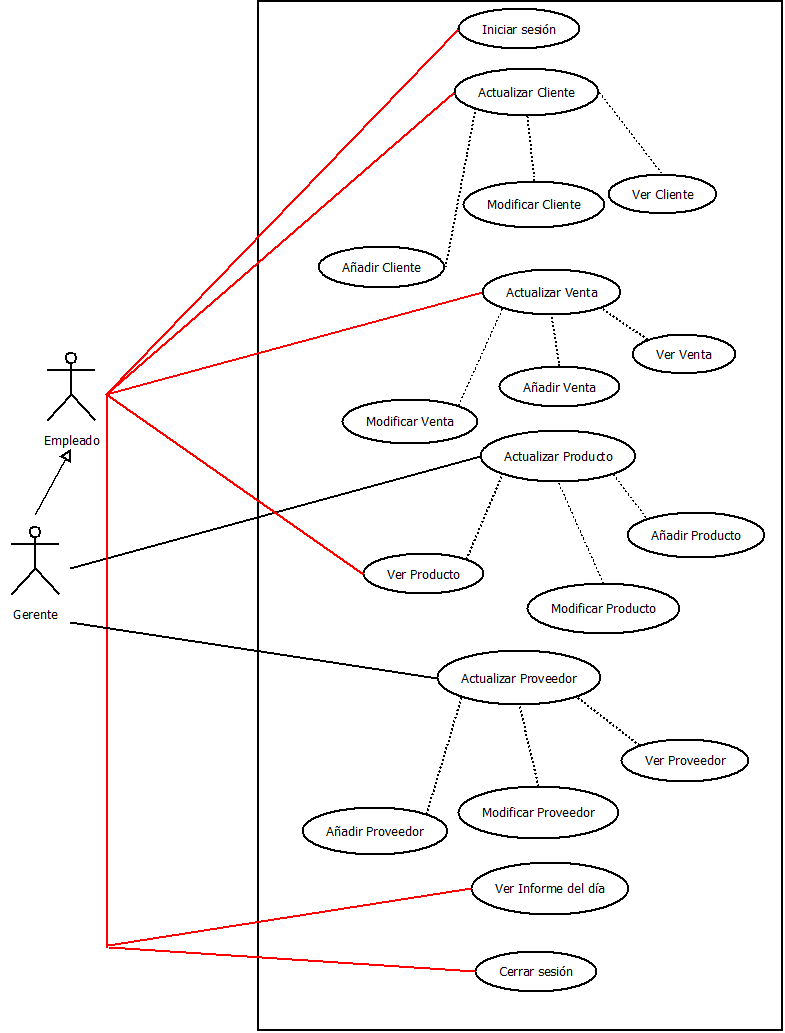 Iniciar sesión
Actualizar Cliente
Modificar Cliente
Ver Cliente
Añadir Cliente
Actualizar Venta
Ver Venta
Añadir Venta
Modificar Venta
Empleado
Actualizar Producto
Añadir Producto
Ver Producto
Modificar Producto
Gerente
Actualizar Proveedor
Ver Proveedor
Modificar Proveedor
Añadir Proveedor
Ver Informe del día
Cerrar sesión